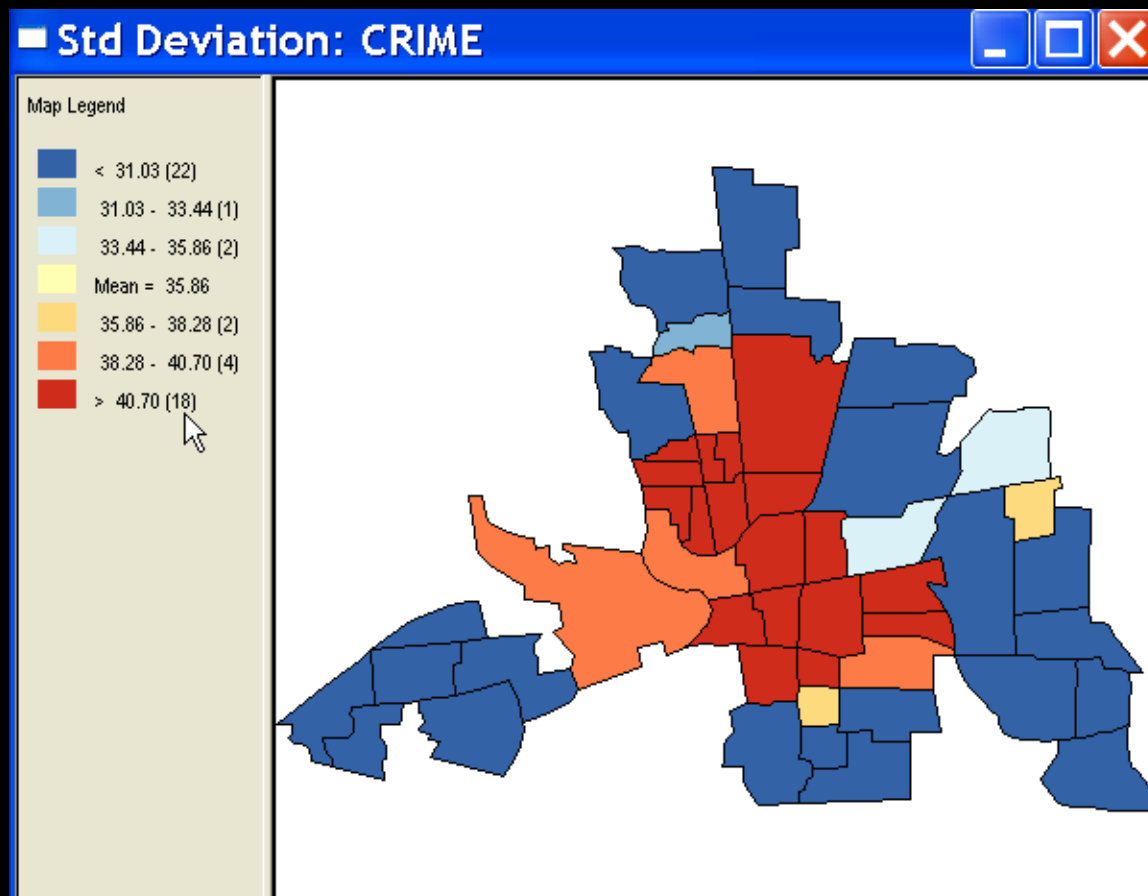 Std Deviation: CRIME
Map Legend
< 31.03 (22)
31.03 - 33.44 (1)
33.44 - 35.86 (2)
Mean = 35.86
35.86 - 38.28 (2)
38.28 - 40.70 (4)
> 40.70 (18)